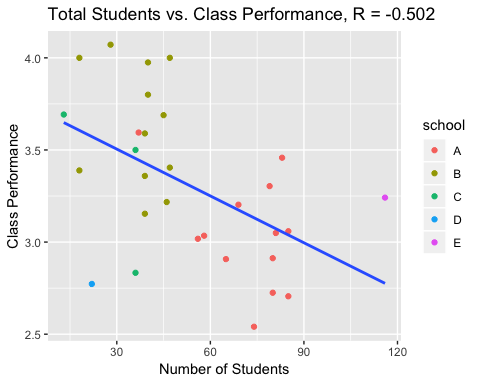 Total Students vs. Class Performance, R = -0.502
4.0
3.5
3.0
2.5
Class Performance
30
60
90
120
Number of Students
school
A
B
C
D
E